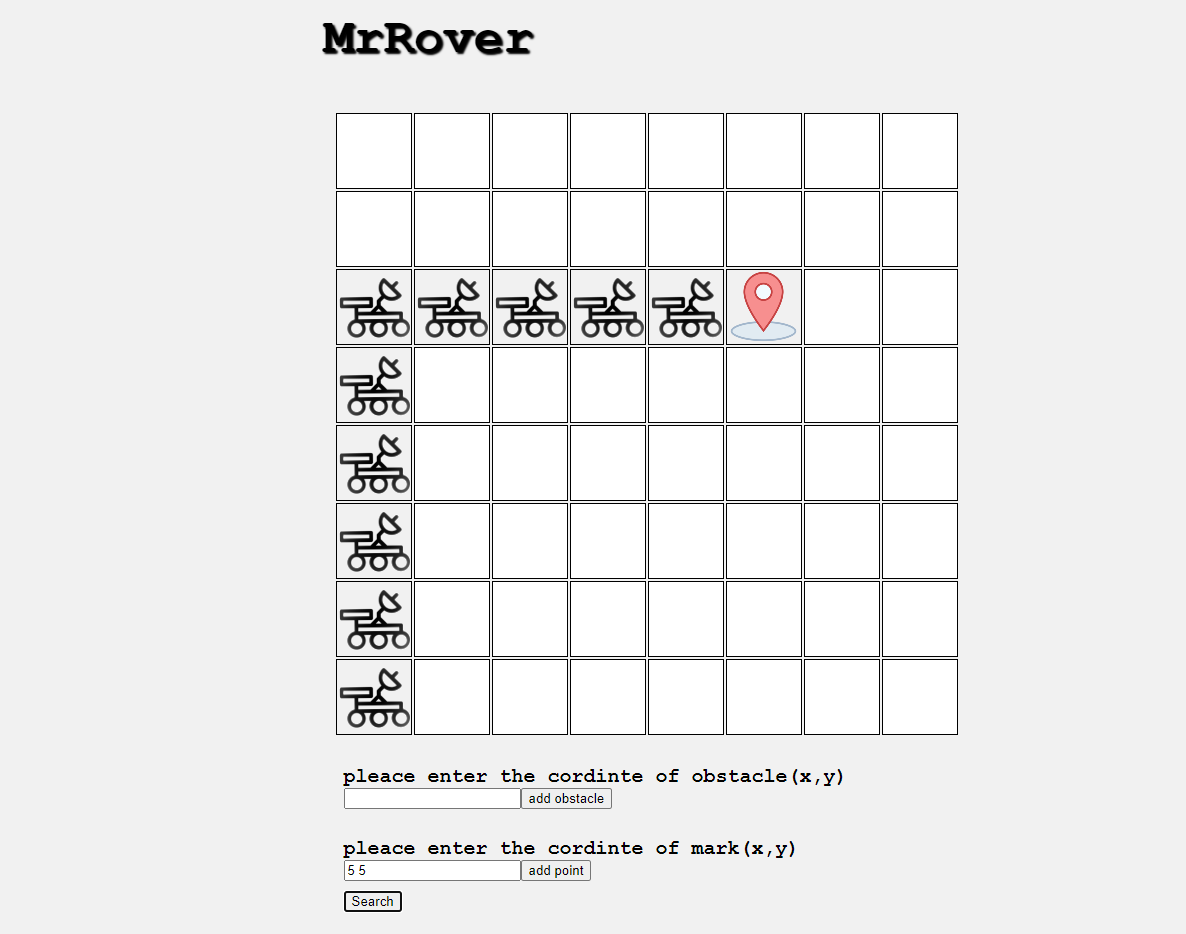 MrRover
pleace enter the cordinte of obstacle(x,y)
add obstacle
pleace enter the cordinte of mark(x,y)
5 5 add point
Search